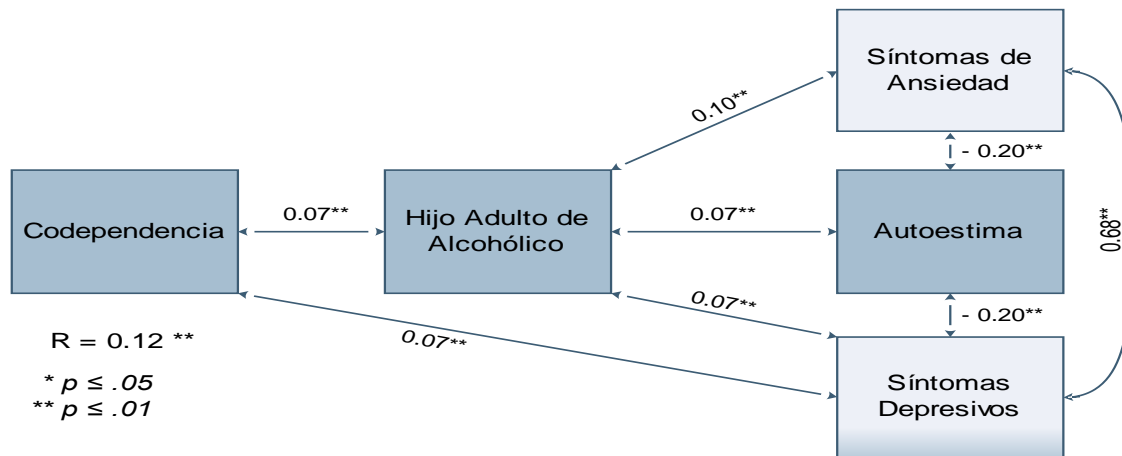 Síntomas de
Ansiedad
0.10**
- 0.20**
Codependencia
0.07**
Hijo Adulto de
Alcohólico
0.07**
Autoestima
0.68**
0.07**
- 0.20**
0.07**
R = 0.12 **
* p ≤ .05
** p ≤ .01
Síntomas
Depresivos